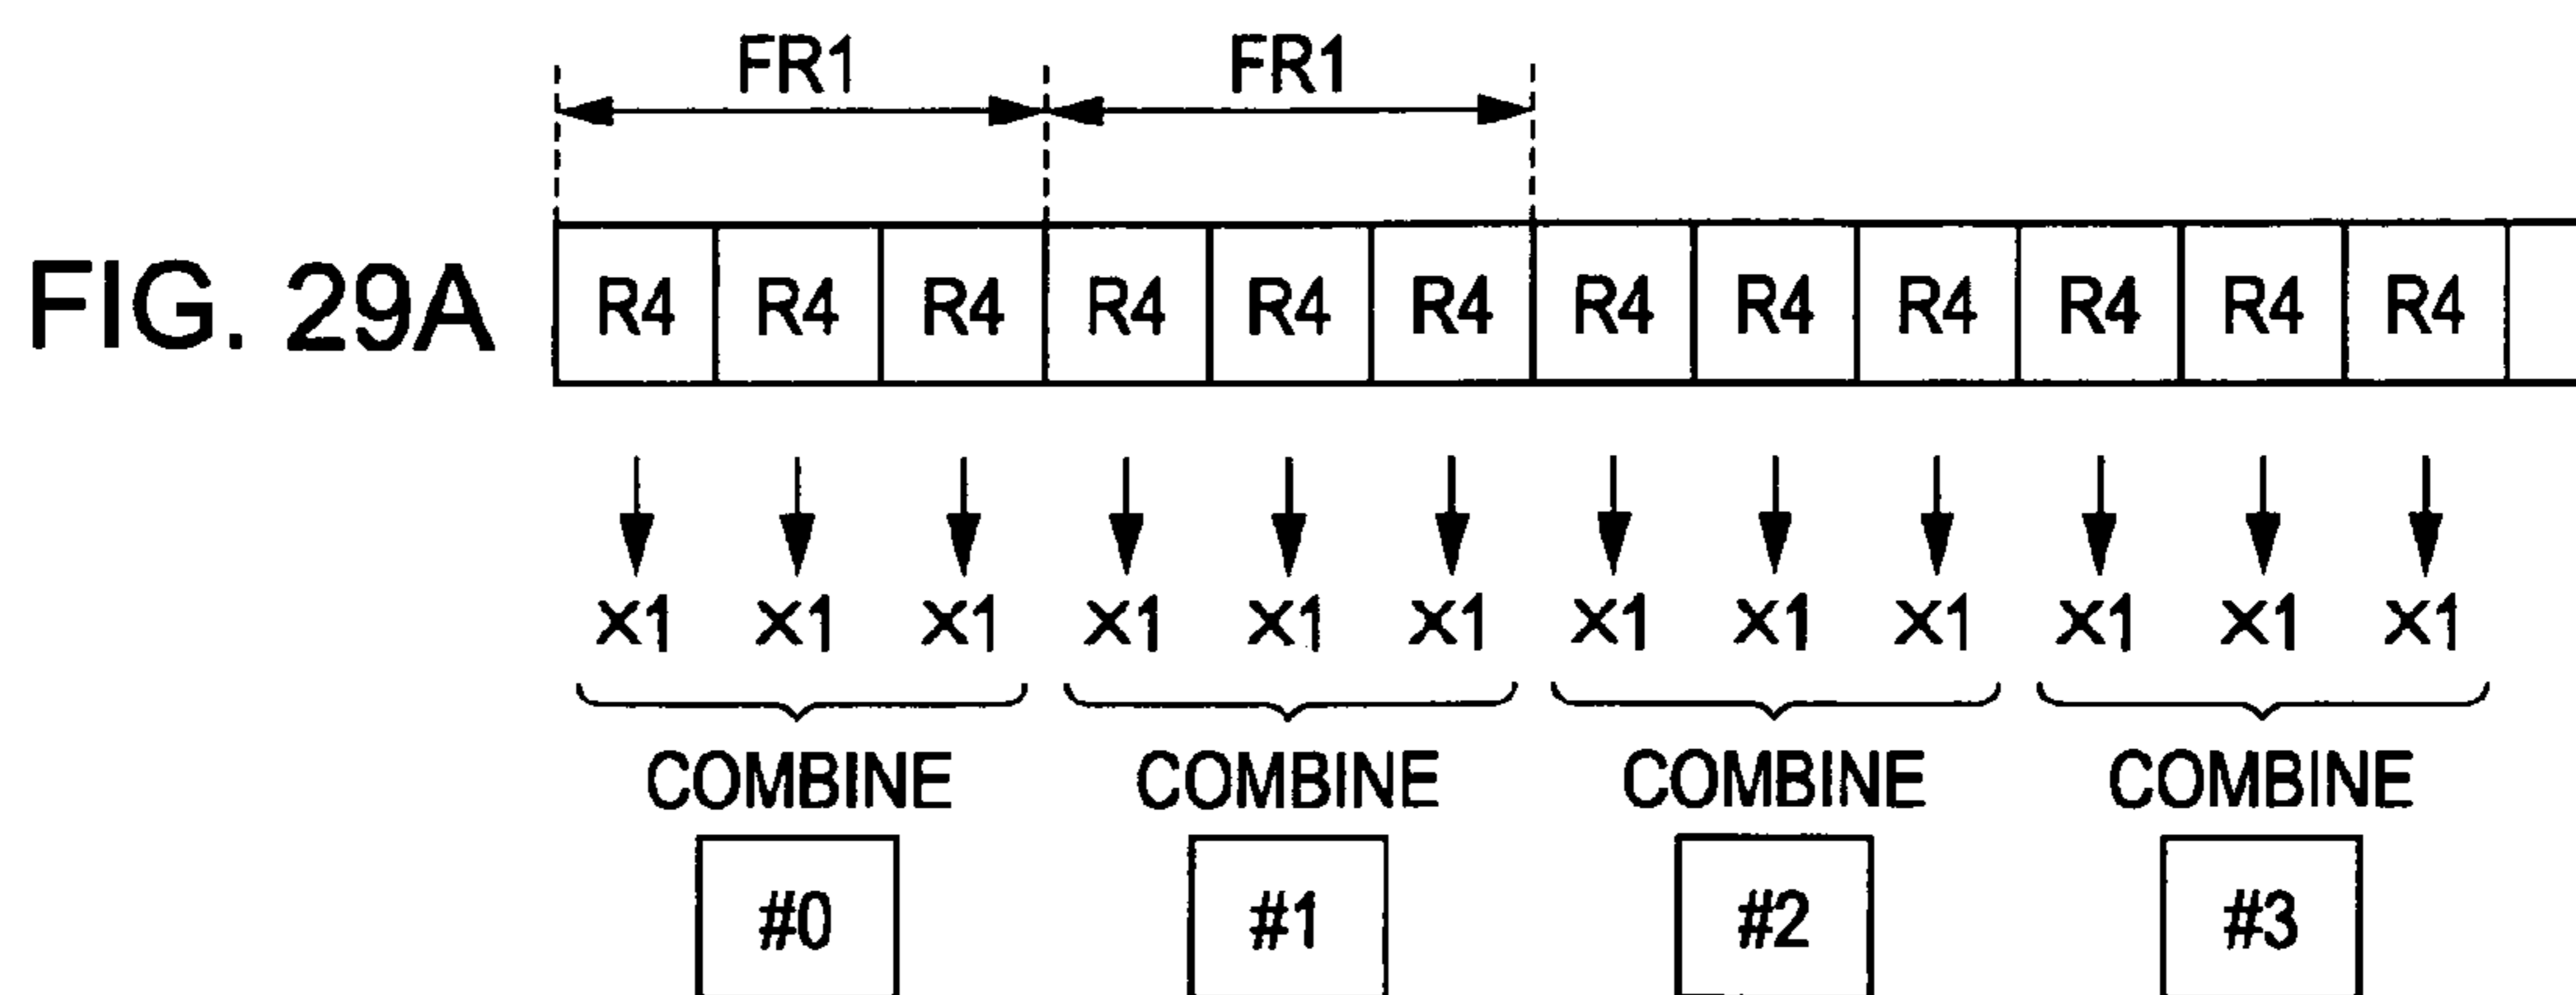 FR1 FR1
FIG. 29A R4 R4 R4 R4 R4 R4 R4 R4 R4 R4 R4 R4
×1 ×1 ×1 ×1 ×1 ×1 ×1 ×1 ×1 ×1 ×1 ×1
COMBINE COMBINE COMBINE COMBINE
#0 #1 #2 #3